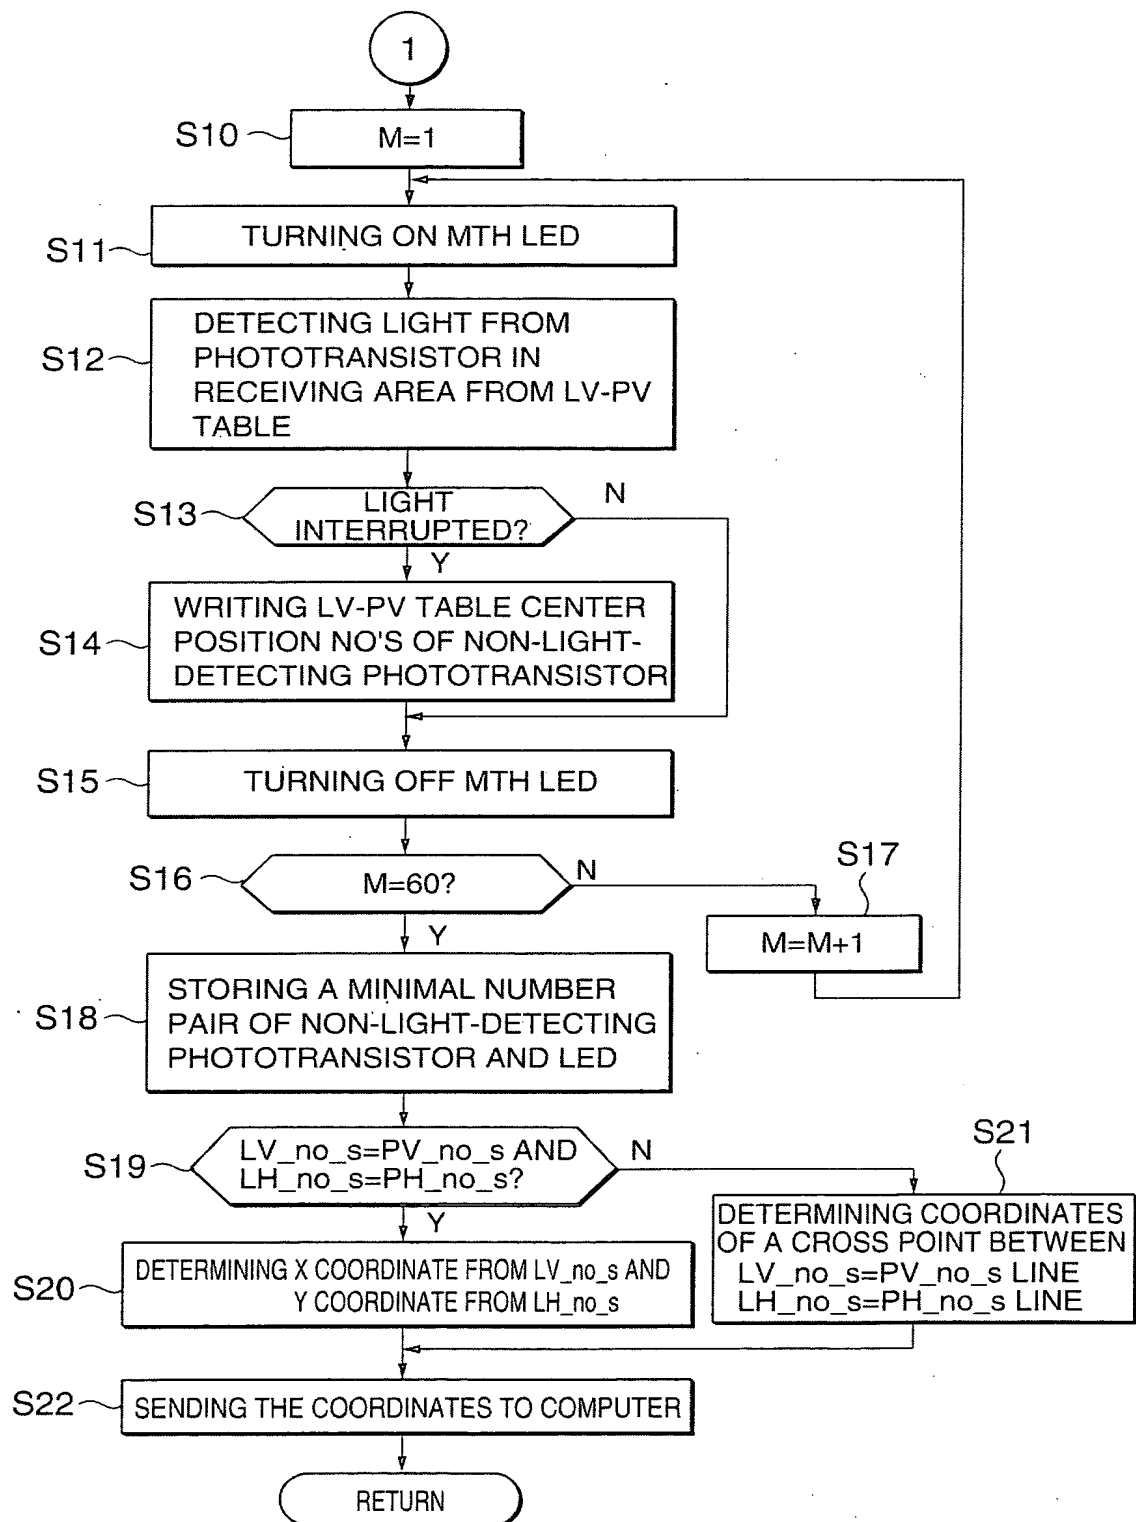 1
S10
M=1
S11
TURNING ON MTH LED
S12
DETECTING LIGHT FROM
PHOTOTRANSISTOR IN
RECEIVING AREA FROM LV-PV
TABLE
S13
LIGHT
INTERRUPTED?
N
Y
S14
WRITING LV-PV TABLE CENTER
POSITION NO'S OF NON-LIGHT-
DETECTING PHOTOTRANSISTOR
S15
TURNING OFF MTH LED
S16
M=60?
N
Y
S17
M=M+1
S18
STORING A MINIMAL NUMBER
PAIR OF NON-LIGHT-DETECTING
PHOTOTRANSISTOR AND LED
S19
LV_no_s=PV_no_s AND
LH_no_s=PH_no_s?
N
Y
S21
DETERMINING COORDINATES
OF A CROSS POINT BETWEEN
LV_no_s=PV_no_s LINE
LH_no_s=PH_no_s LINE
S20
DETERMINING X COORDINATE FROM LV_no_s AND
Y COORDINATE FROM LH_no_s
S22
SENDING THE COORDINATES TO COMPUTER
RETURN